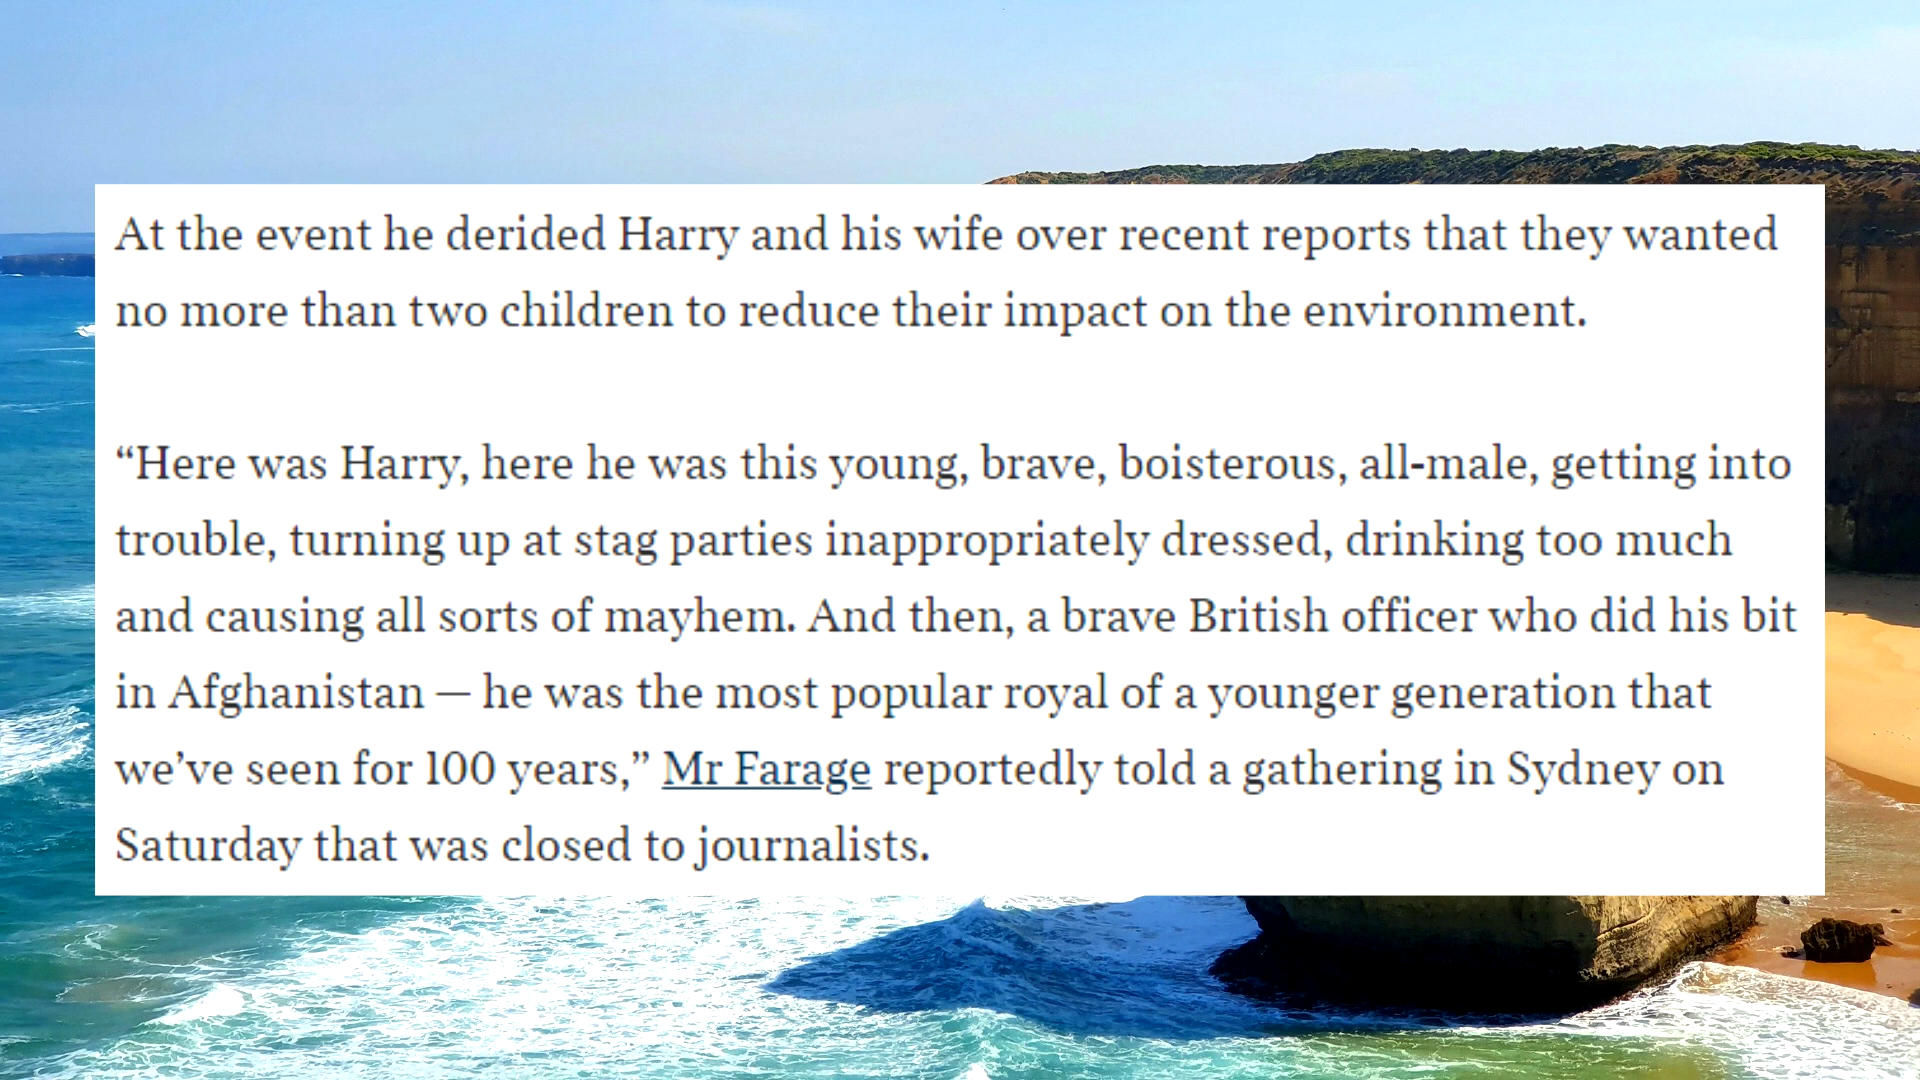 At the event he derided Harry and his wife over recent reports that they wanted
no more than two children to reduce their impact on the environment.
“Here was Harry, here he was this young, brave, boisterous, all-male, getting into
trouble, turning up at stag parties inappropriately dressed, drinking too much
and causing all sorts of mayhem. And then, a brave British officer who did his bit
in Afghanistan — he was the most popular royal of a younger generation that
we’ve seen for 100 years,” Mr Farage reportedly told a gathering in Sydney on
Saturday that was closed to journalists.